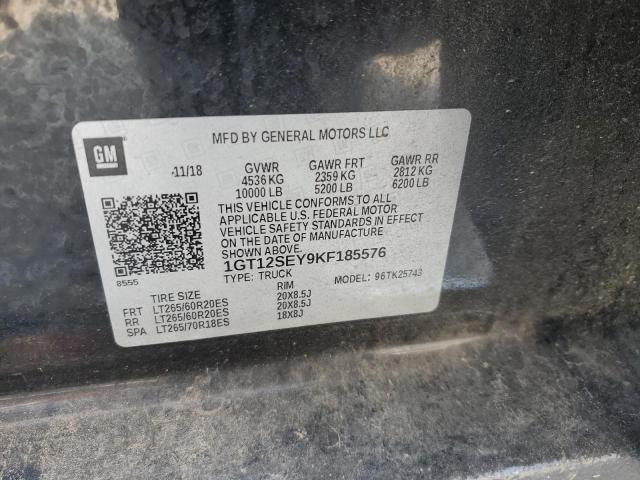 GM
MFD BY GENERAL MOTORS LLC
11/18 GVWR GAWR FRT GAWR RR
4536 KG 2359 KG 2812 KG
10000 LB 5200 LB 6200 LB
THIS VEHICLE CONFORMS TO ALL
APPLICABLE U.S. FEDERAL MOTOR
VEHICLE SAFETY STANDARDS IN EFFECT
ON THE DATE OF MANUFACTURE
SHOWN ABOVE.
8555
1GT12SEY9KF185576
TYPE: TRUCK MODEL: 96TK25743
TIRE SIZE RIM
FRT LT265/60R20ES 20X8.5J
RR LT265/60R20ES 20X8.5J
SPA LT265/70R18ES 18X8J